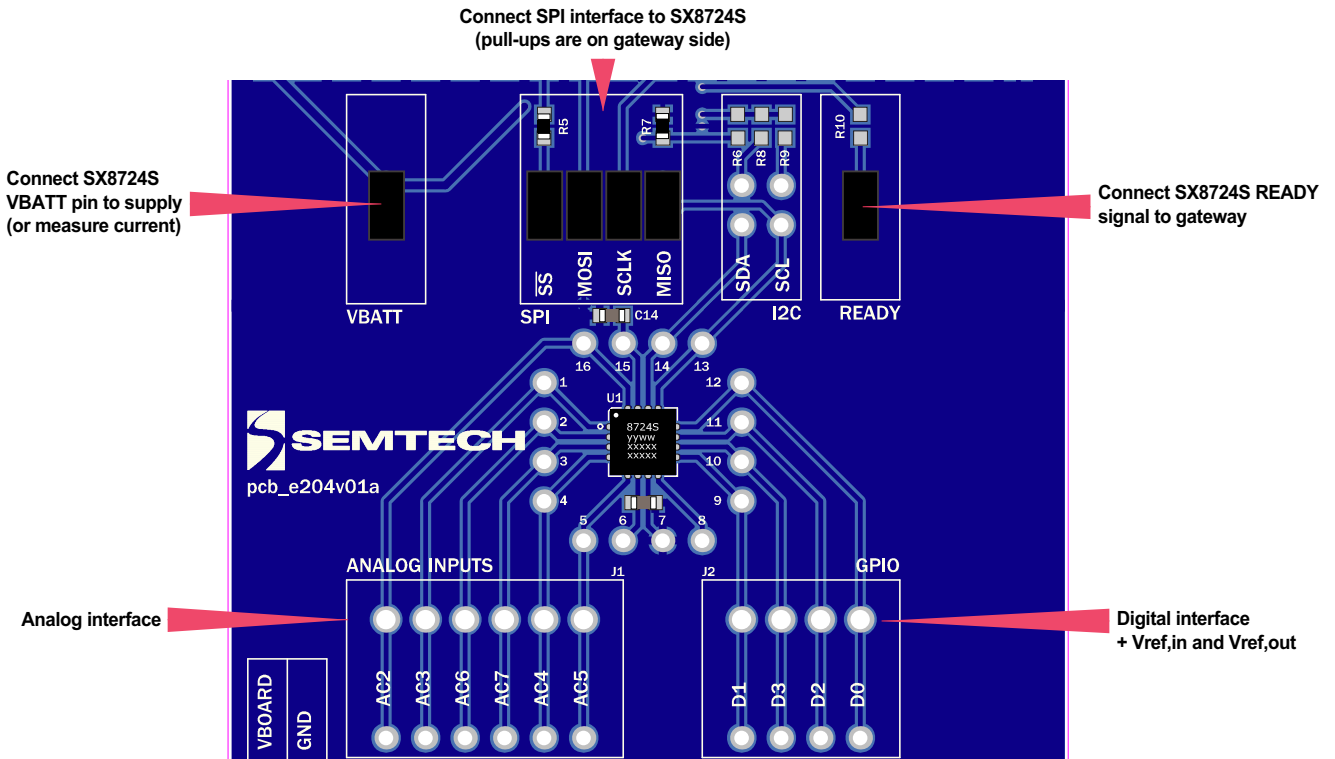 Connect SPI interface to SX8724S
(pull-ups are on gateway side)
Connect SX8724S
VBATT pin to supply
(or measure current)
Connect SX8724S READY
signal to gateway
R5
R7
R6
R8
R9
R10
SS
MOSI
SCLK
MISO
SDA
SCL
VBATT
SPI
C14
I2C
READY
16
15
14
13
1
12
U1
2
11
8724S
yyww
xxxxx
xxxxx
SEMTECH
pcb_e204v01a
3
10
4
9
5
6
7
8
ANALOG INPUTS
J1
J2
GPIO
Analog interface
Digital interface
+ Vref,in and Vref,out
VBOARD
GND
AC2
AC3
AC6
AC7
AC4
AC5
D1
D3
D2
D0